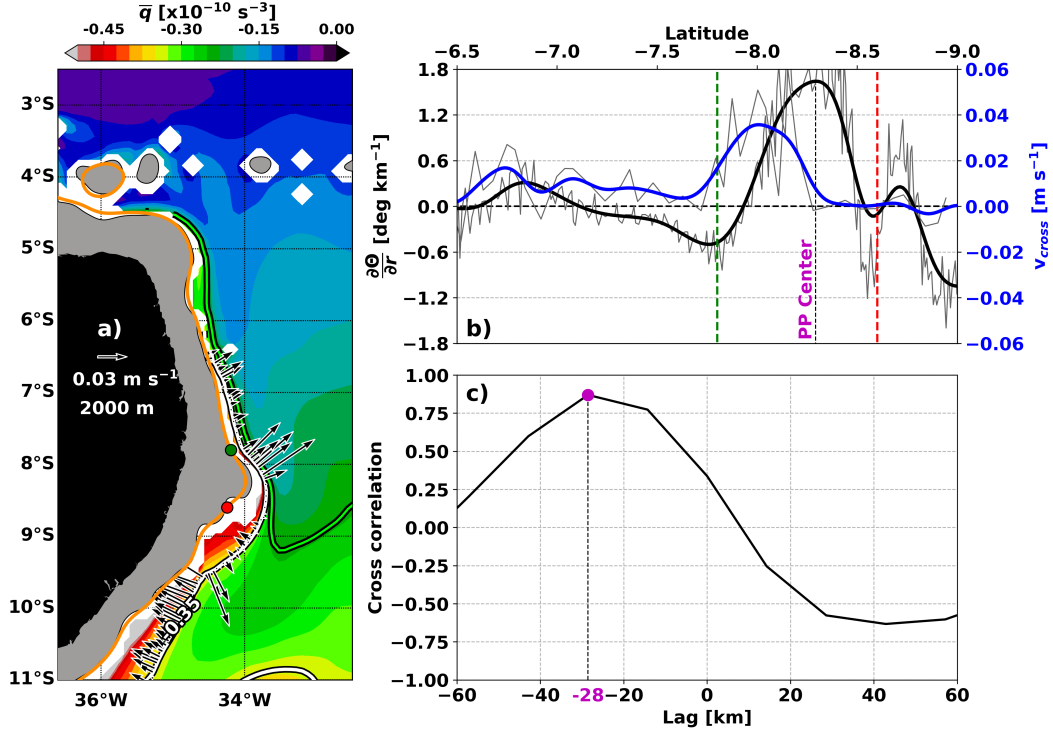 q̅ [x10⁻¹⁰ s⁻³]
-0.45 -0.30 -0.15 0.00
3°S
4°S
5°S
6°S
7°S
8°S
9°S
10°S
11°S
36°W 34°W
a)
0.03 m s⁻¹
2000 m
-0.35
Latitude
−6.5 −7.0 −7.5 −8.0 −8.5 −9.0
1.8
1.2
0.6
0.0
−0.6
−1.2
−1.8
∂Θ/∂r [deg km⁻¹]
0.06
0.04
0.02
0.00
−0.02
−0.04
−0.06
v_cross [m s⁻¹]
PP Center
b)
c)
1.00
0.75
0.50
0.25
0.00
−0.25
−0.50
−0.75
−1.00
Cross correlation
−60 −40 -28 −20 0 20 40 60
Lag [km]